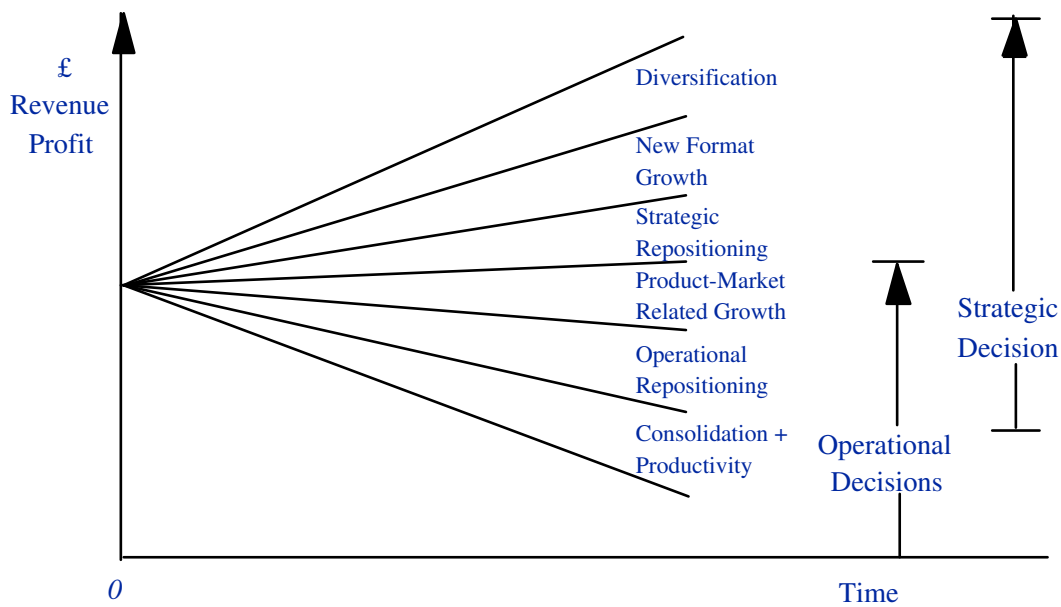 £
Revenue
Profit
Diversification
New Format
Growth
Strategic
Repositioning
Product-Market
Related Growth
Operational
Repositioning
Consolidation +
Productivity
Operational
Decisions
Strategic
Decision
0
Time